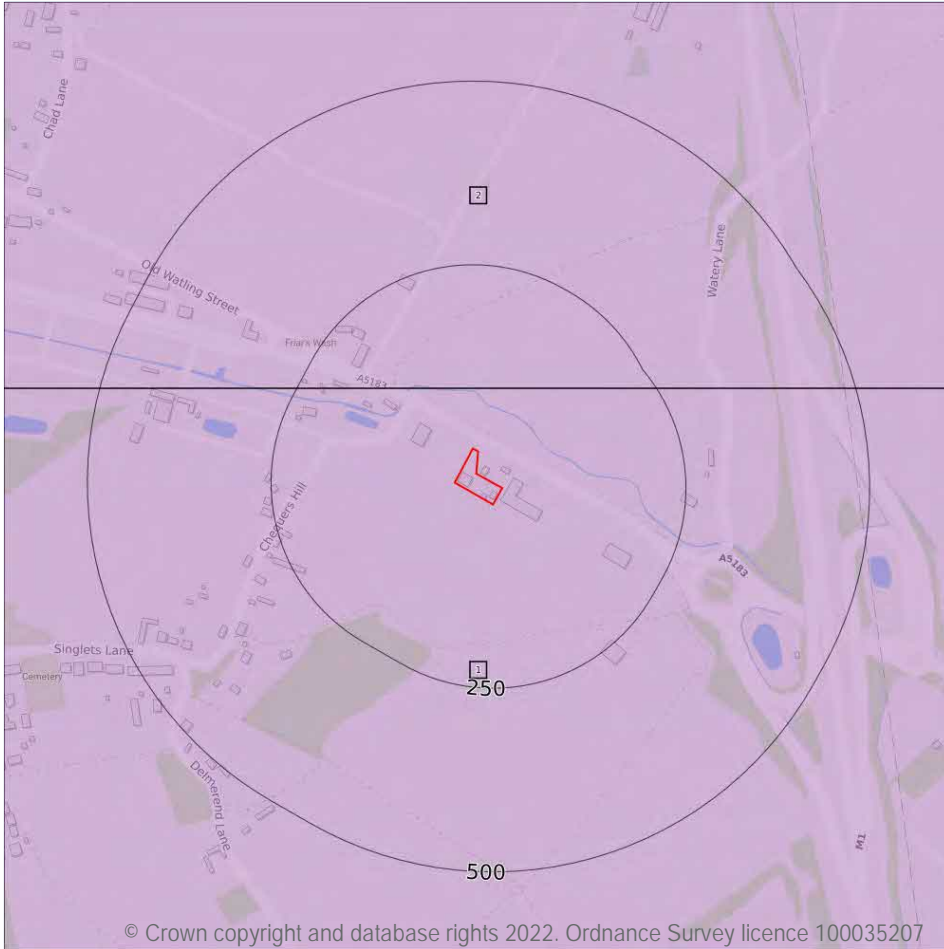 Chad Lane
2
Old Watling Street
Watery Lane
Friars Wash
A5183
Chequers Hill
A5183
Singlets Lane
1
Cemetery
250
Delmerend Lane
M1
500
© Crown copyright and database rights 2022. Ordnance Survey licence 100035207